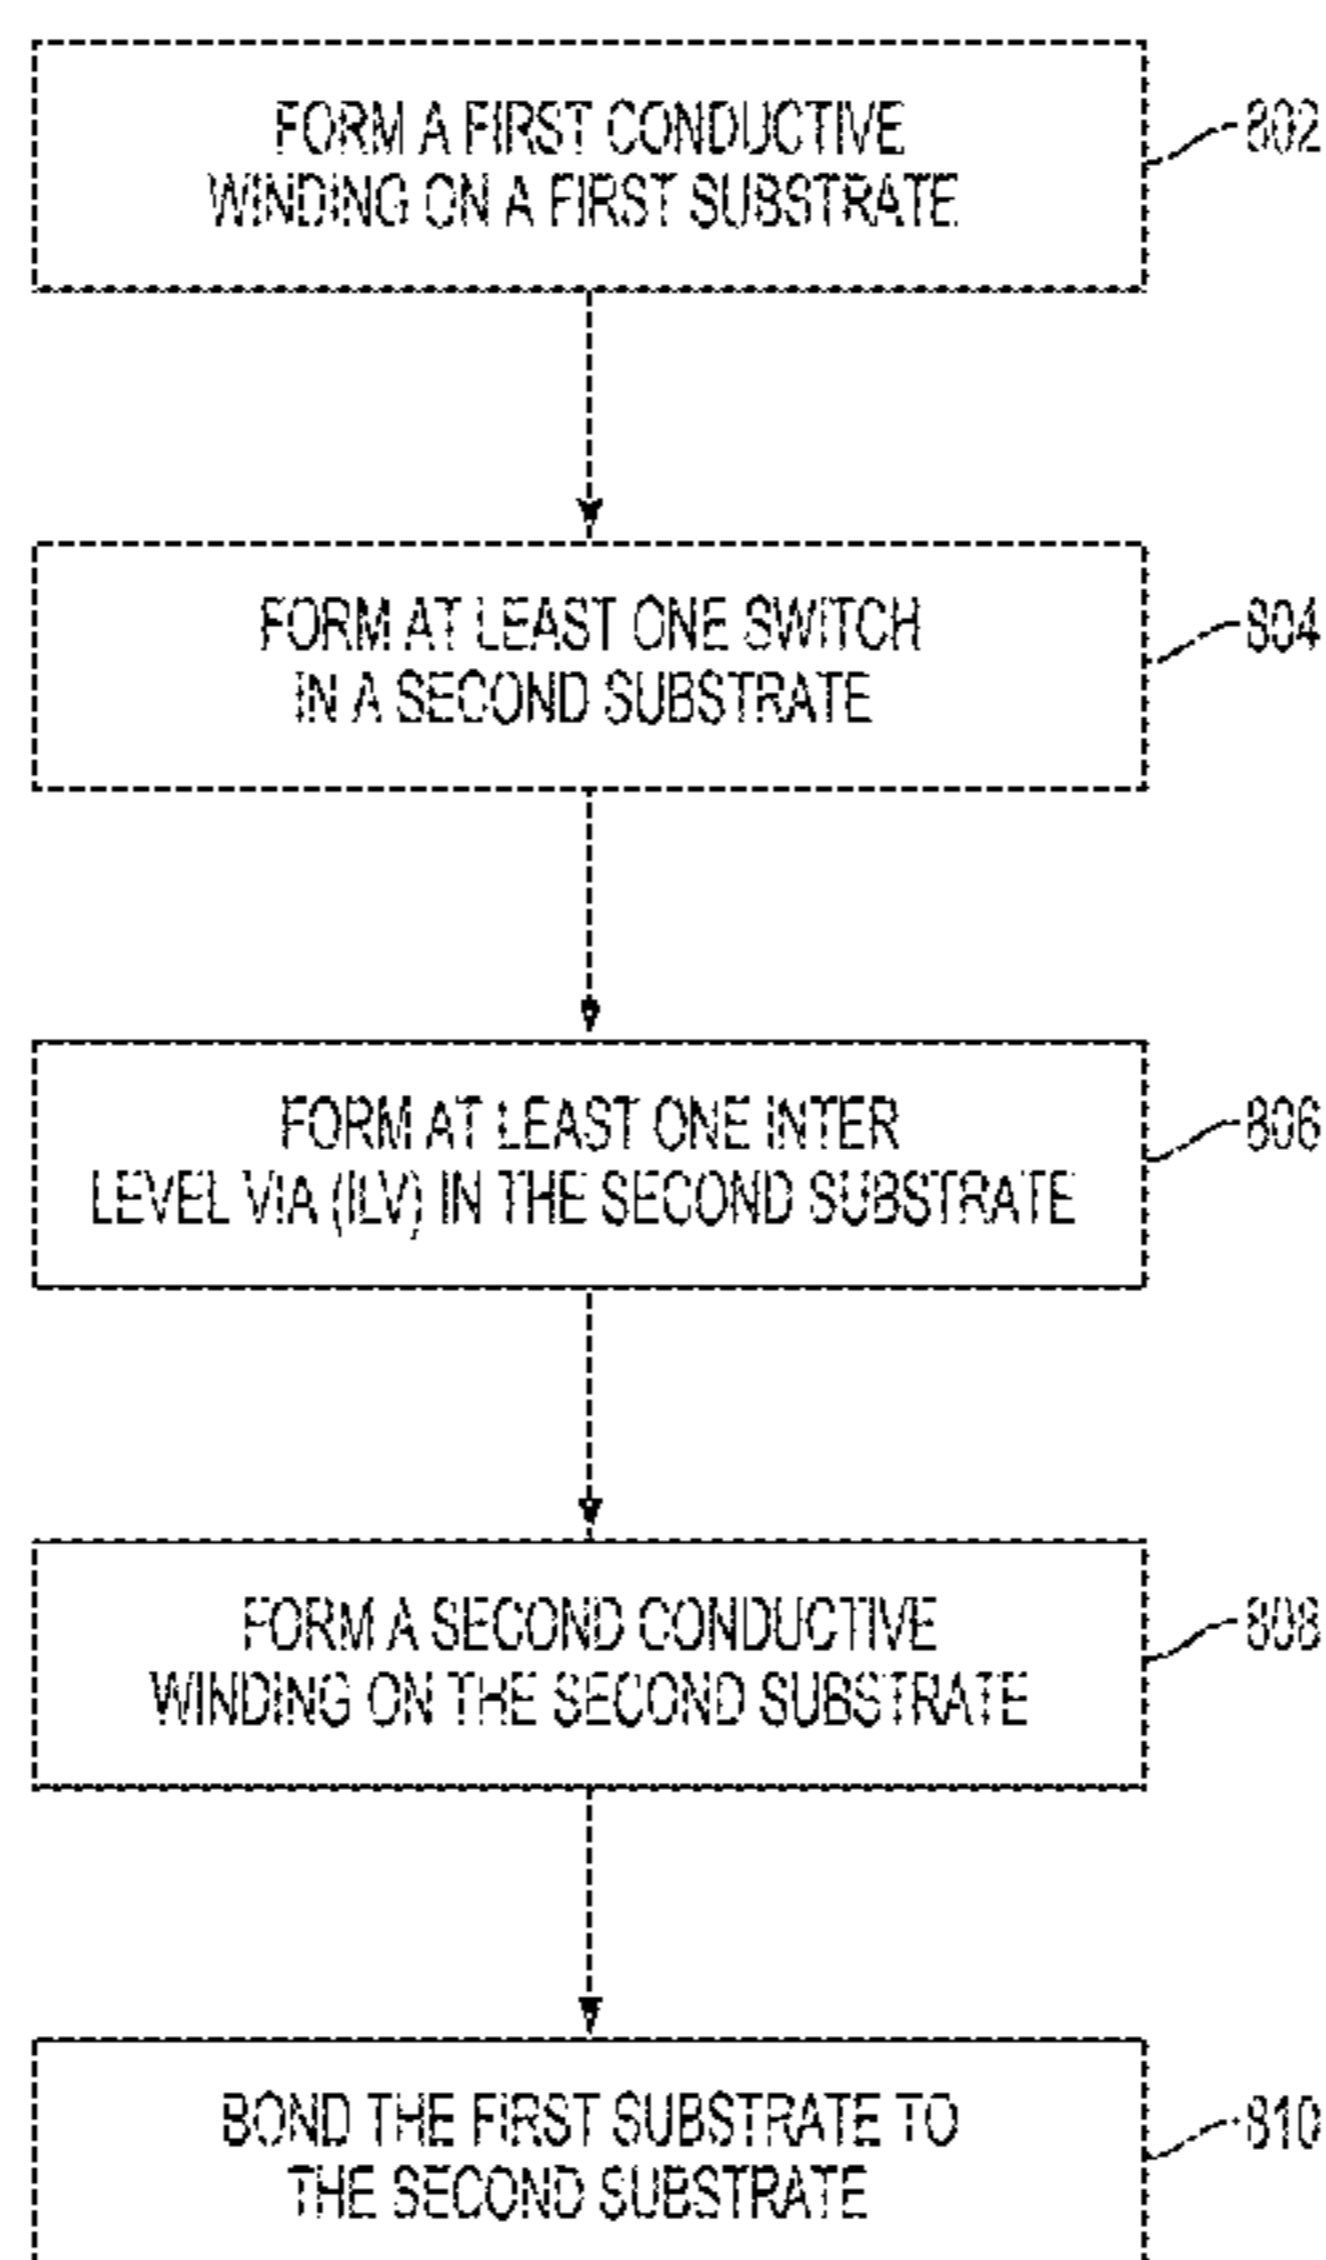 FORM A FIRST CONDUCTIVE
WINDING ON A FIRST SUBSTRATE
802
FORM AT LEAST ONE SWITCH
IN A SECOND SUBSTRATE
804
FORM AT LEAST ONE INTER
LEVEL VIA (ILV) IN THE SECOND SUBSTRATE
806
FORM A SECOND CONDUCTIVE
WINDING ON THE SECOND SUBSTRATE
808
BOND THE FIRST SUBSTRATE TO
THE SECOND SUBSTRATE
810